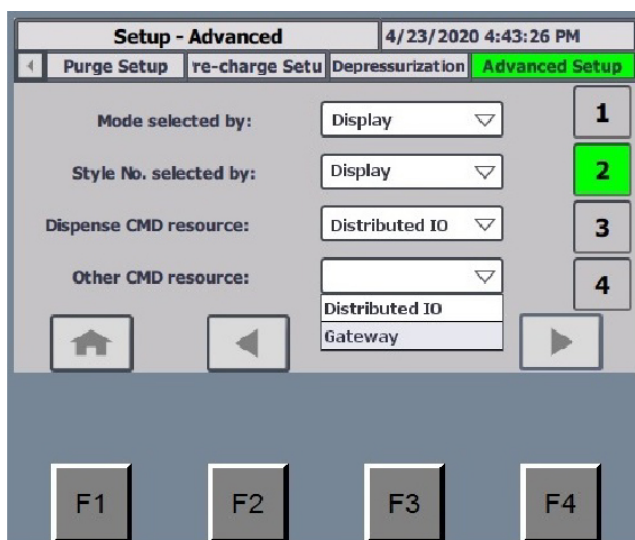 Setup - Advanced 4/23/2020 4:43:26 PM
Purge Setup re-charge Setu Depressurization Advanced Setup
Mode selected by: Display 1
Style No. selected by: Display 2
Dispense CMD resource: Distributed IO 3
Other CMD resource: 4
Distributed IO
Gateway
F1 F2 F3 F4